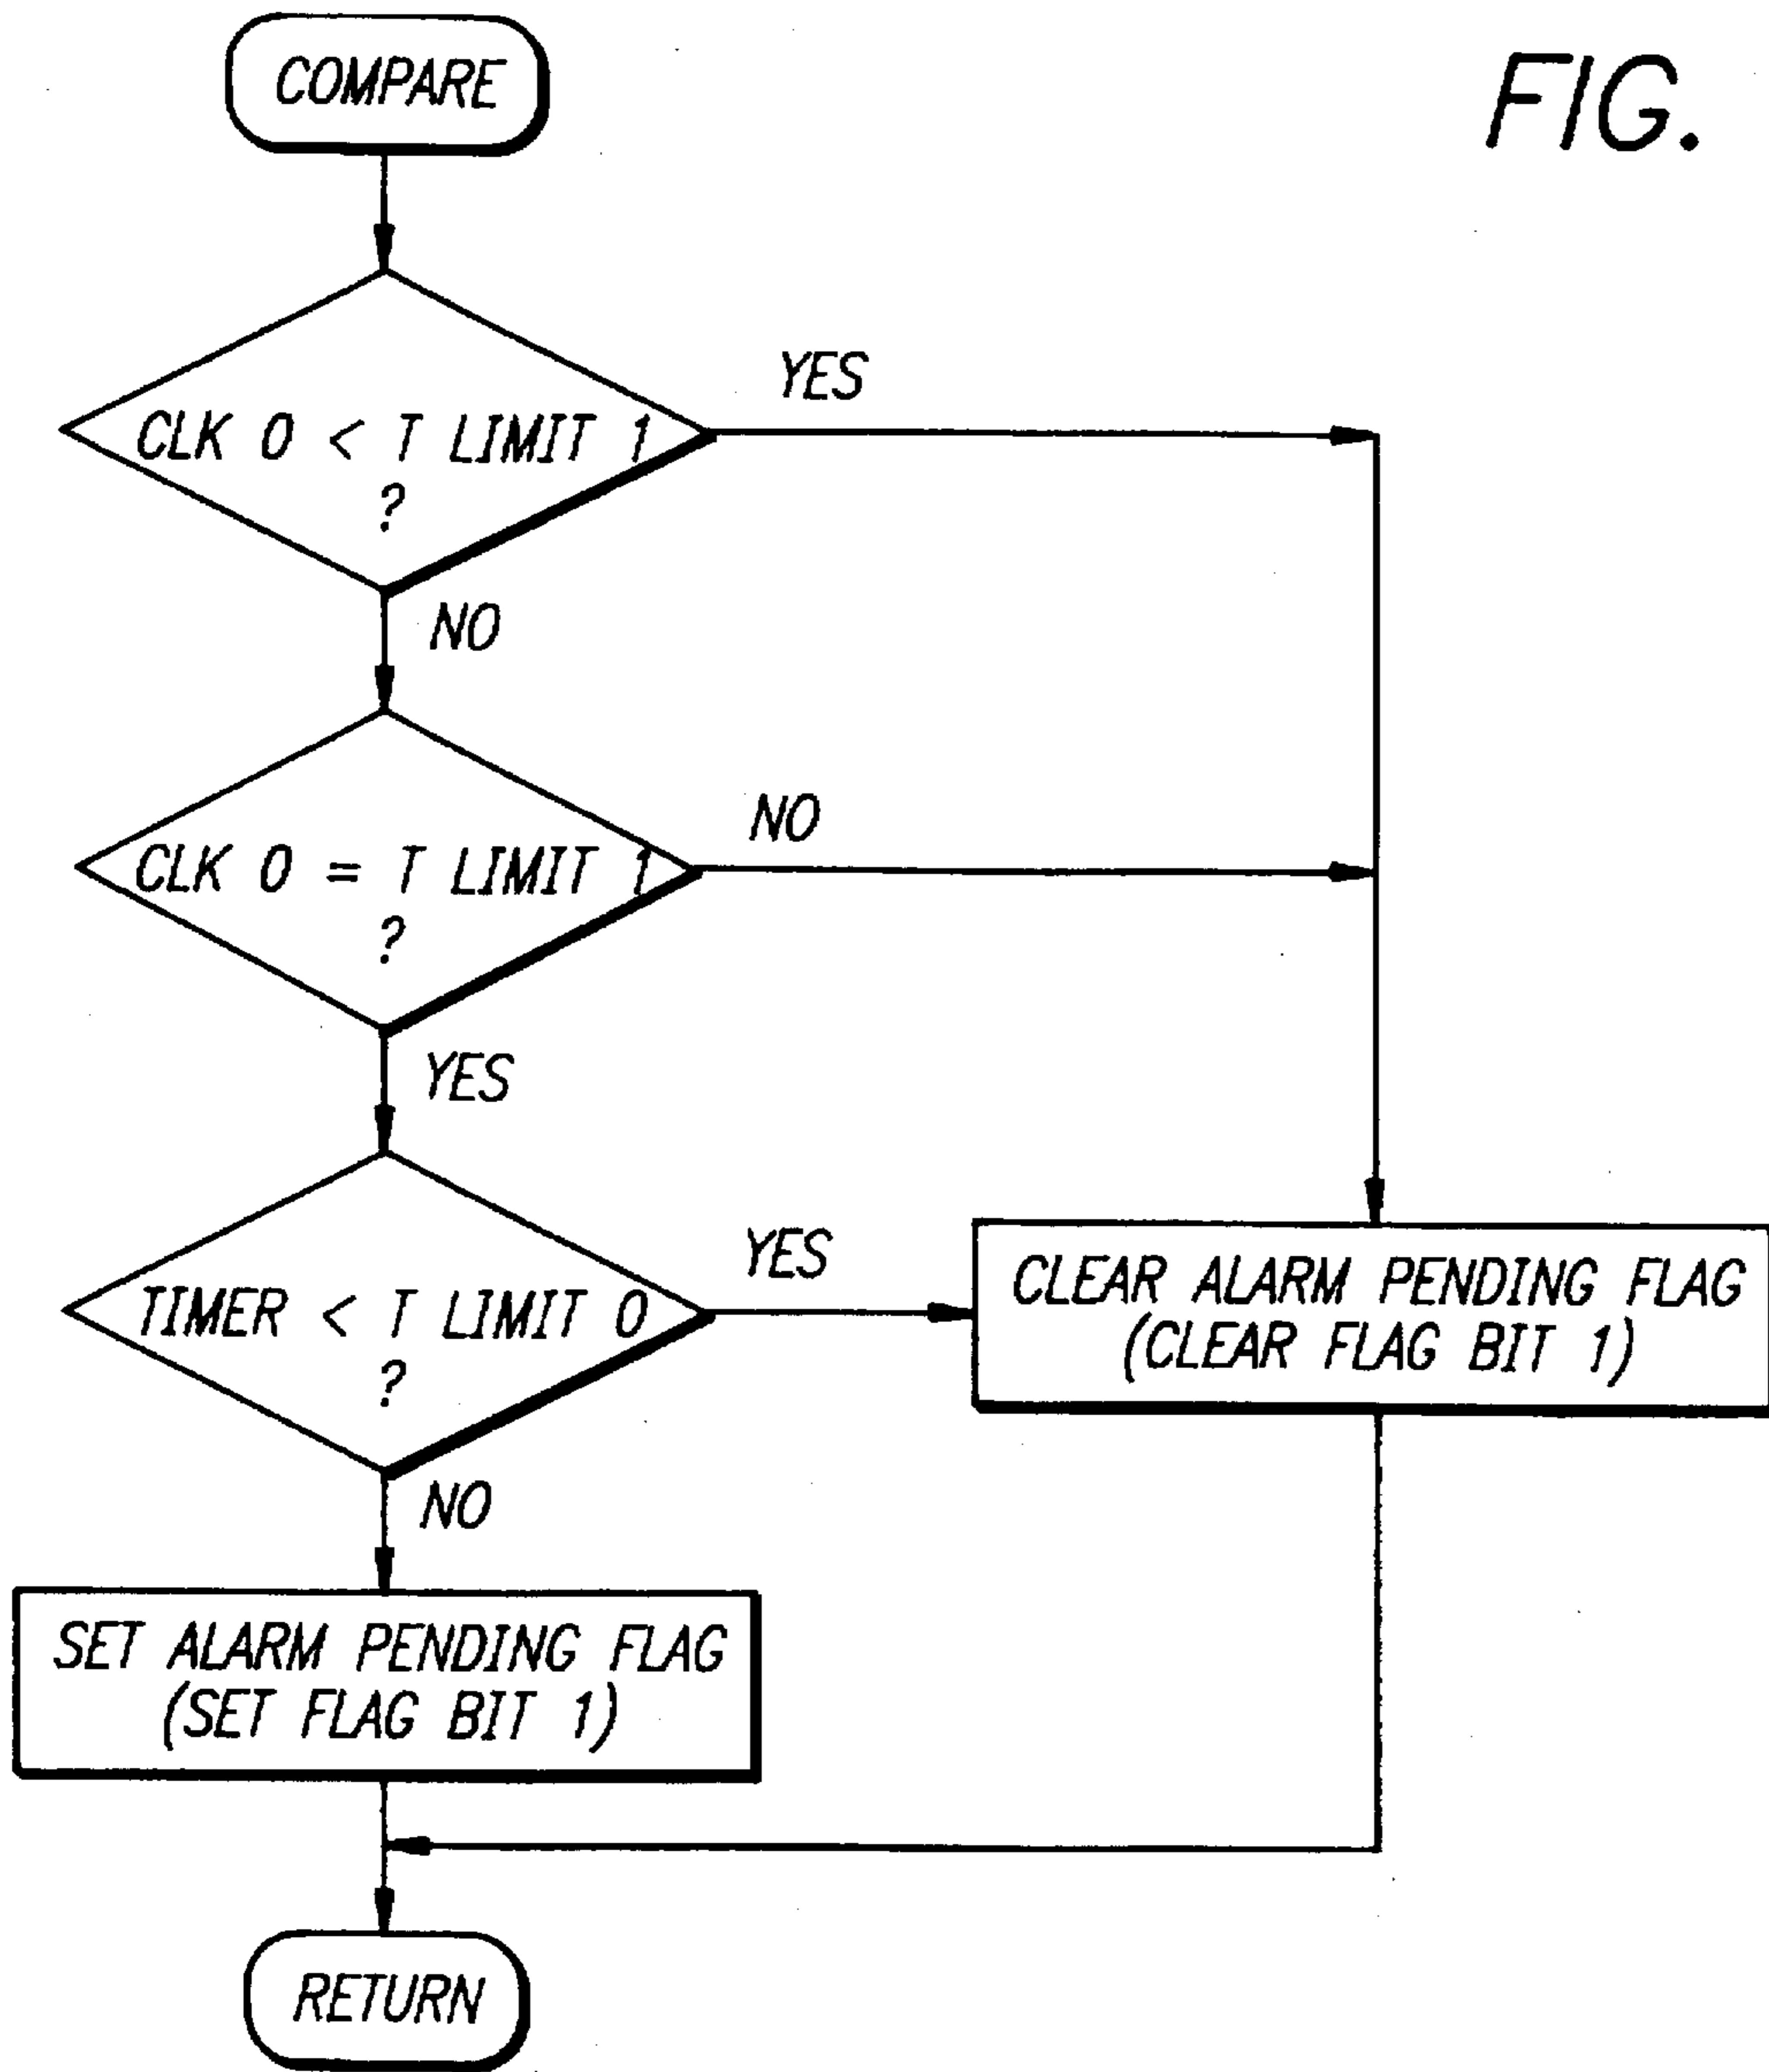 COMPARE
FIG.
CLK 0 < T LIMIT 1
?
YES
NO
CLK 0 = T LIMIT 1
?
NO
YES
TIMER < T LIMIT 0
?
YES
CLEAR ALARM PENDING FLAG
(CLEAR FLAG BIT 1)
NO
SET ALARM PENDING FLAG
(SET FLAG BIT 1)
RETURN